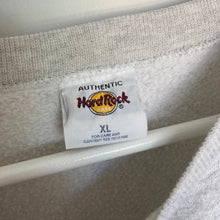 AUTHENTIC
Hard Rock
CAFE
®
XL
FOR CARE AND
CONTENT SEE REVERSE